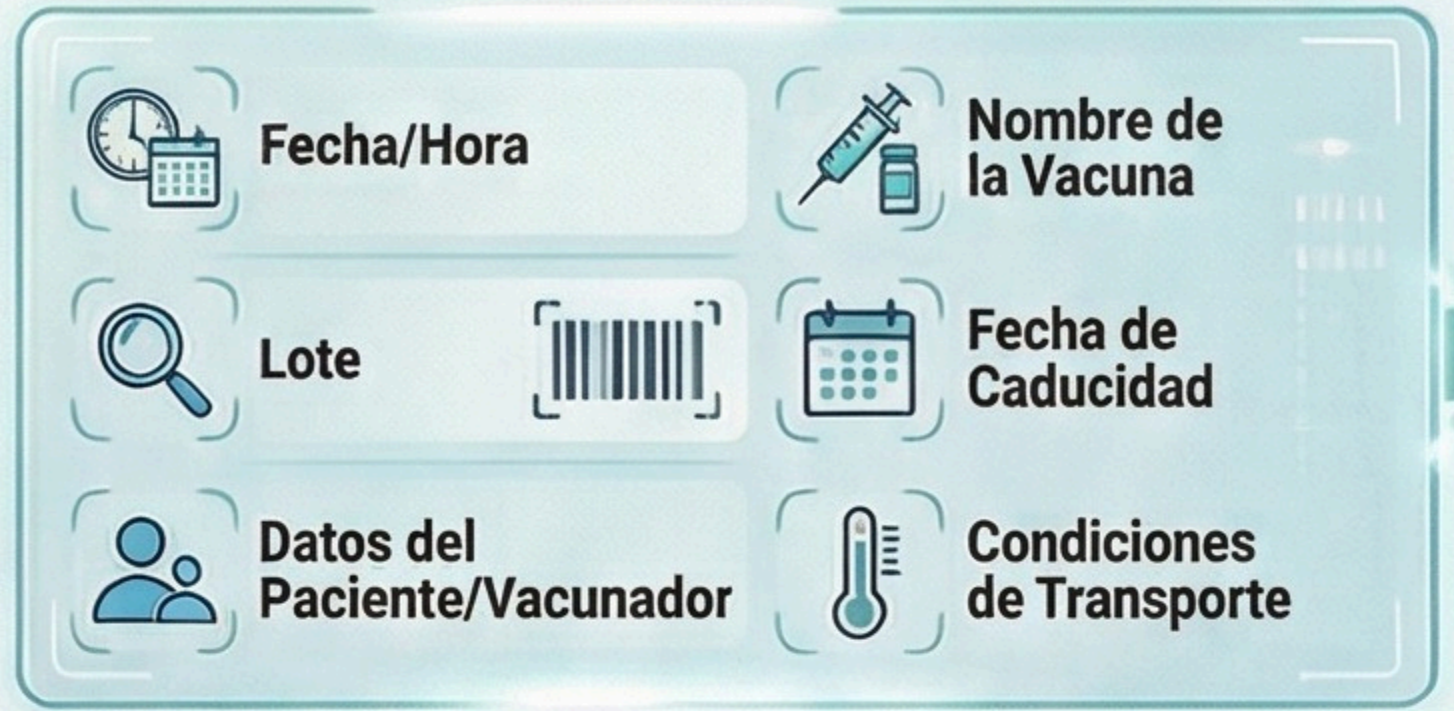 Fecha/Hora
Nombre de
la Vacuna
Lote
Fecha de
Caducidad
Datos del
Paciente/Vacunador
Condiciones
de Transporte